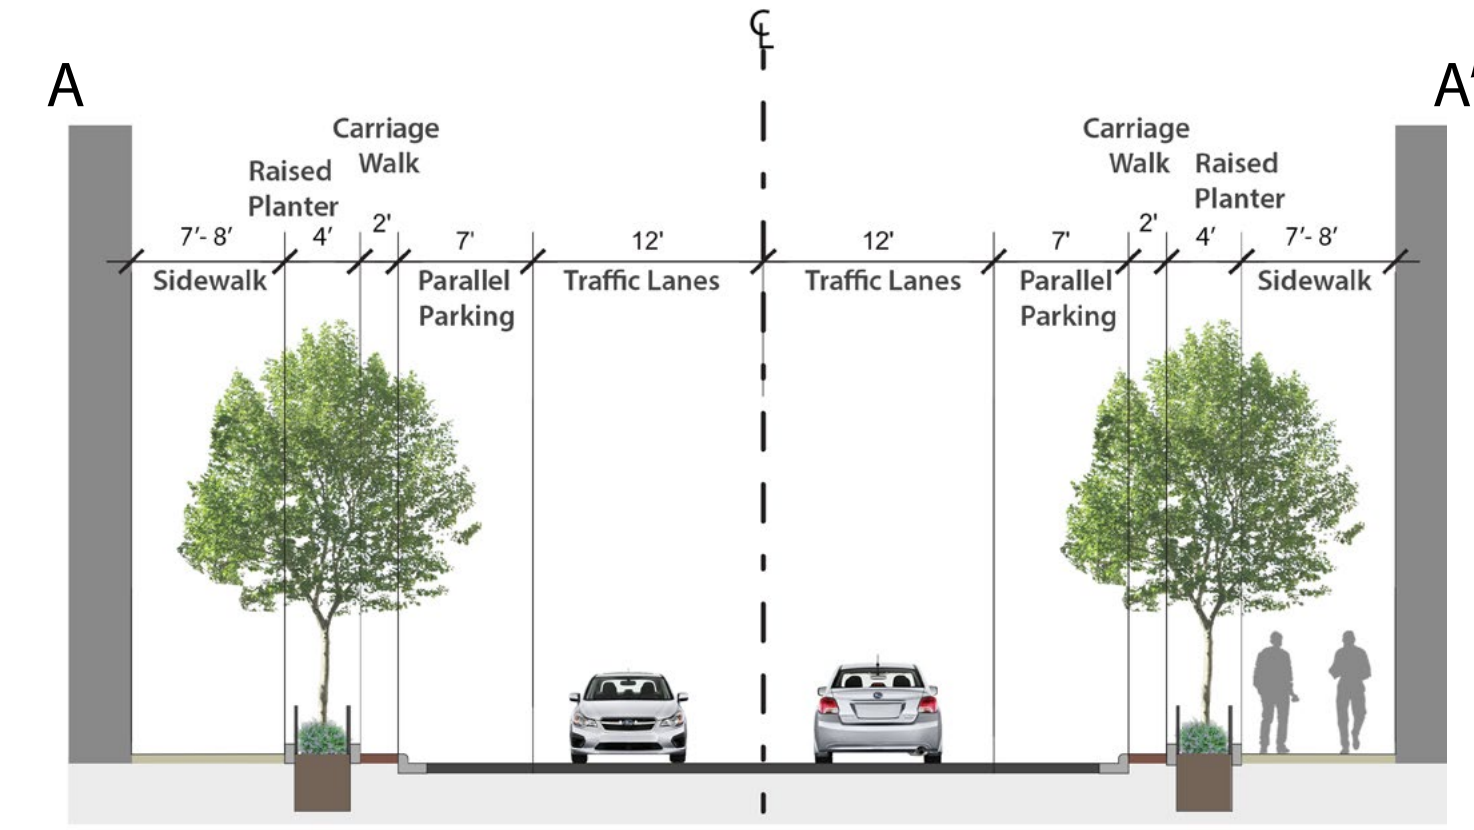 ℄
A
A'
Carriage
Walk
Raised
Planter
Carriage
Walk
Raised
Planter
7'- 8'
4'
2'
7'
12'
12'
7'
2'
4'
7'- 8'
Sidewalk
Parallel
Parking
Traffic Lanes
Traffic Lanes
Parallel
Parking
Sidewalk